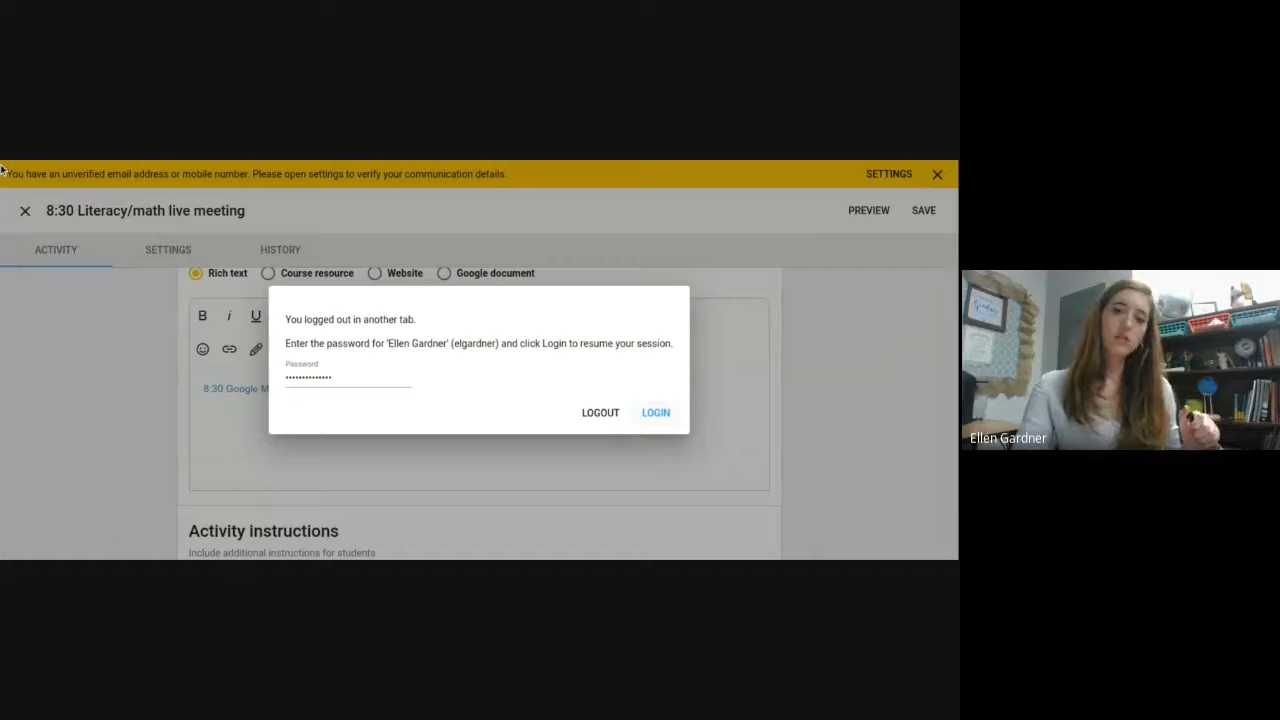 You have an unverified email address or mobile number. Please open settings to verify your communication details.
SETTINGS
8:30 Literacy/math live meeting
PREVIEW
SAVE
ACTIVITY
SETTINGS
HISTORY
Rich text
Course resource
Website
Google document
B i U
You logged out in another tab.
Enter the password for 'Ellen Gardner' (elgardner) and click Login to resume your session.
Password
••••••••••••••
8:30 Google M
LOGOUT
LOGIN
Ellen Gardner
Activity instructions
Include additional instructions for students